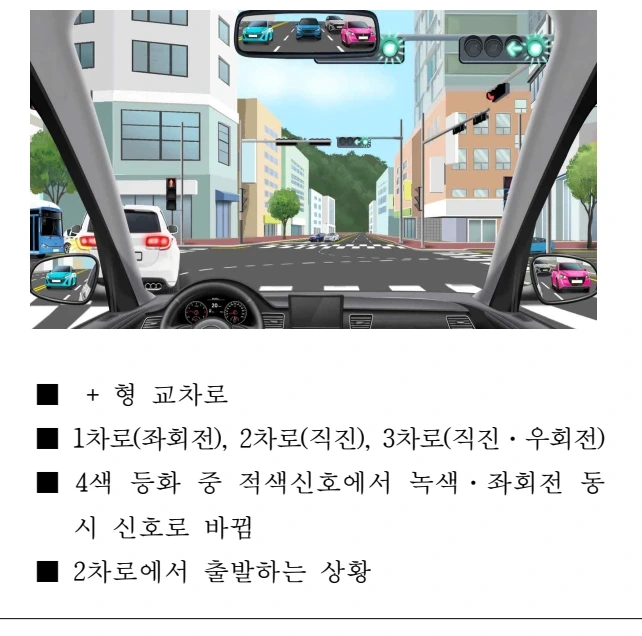 ■ + 형 교차로
■ 1차로(좌회전), 2차로(직진), 3차로(직진·우회전)
■ 4색 등화 중 적색신호에서 녹색·좌회전 동
시 신호로 바뀜
■ 2차로에서 출발하는 상황